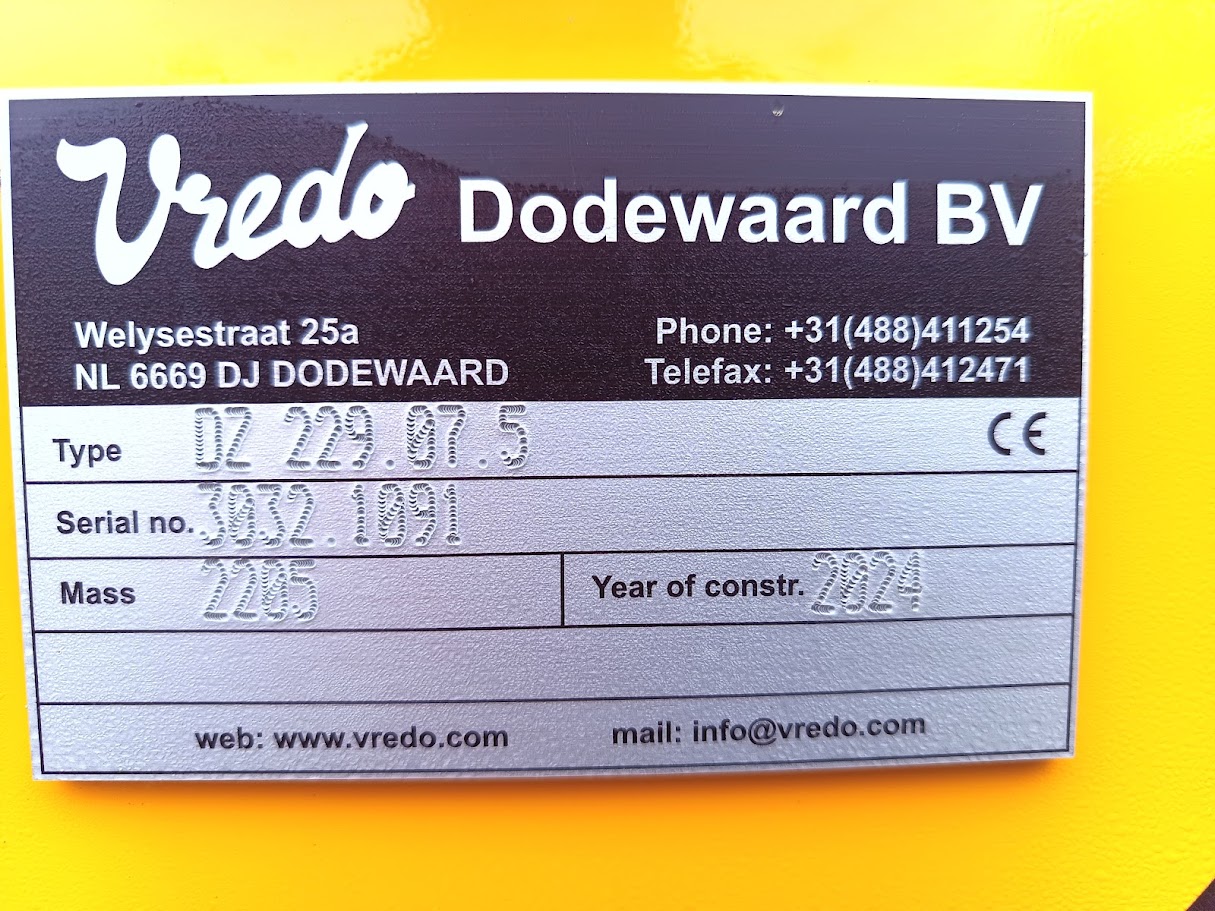 Vredo Dodewaard BV
Welysestraat 25a Phone: +31(488)411254
NL 6669 DJ DODEWAARD Telefax: +31(488)412471
Type DZ 229.07.5 CE
Serial no. 3032.1091
Mass 2205 Year of constr. 2024
web: www.vredo.com mail: info@vredo.com